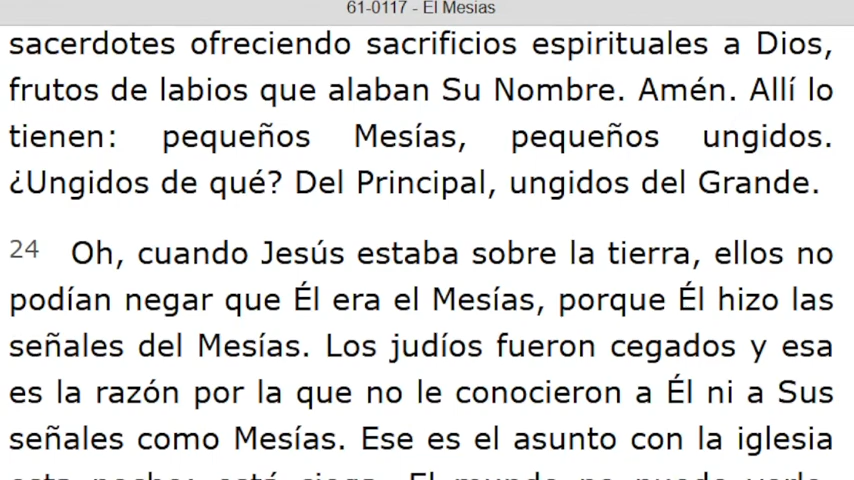 61-0117 - El Mesias
sacerdotes ofreciendo sacrificios espirituales a Dios,
frutos de labios que alaban Su Nombre. Amén. Allí lo
tienen: pequeños Mesías, pequeños ungidos.
¿Ungidos de qué? Del Principal, ungidos del Grande.
24 Oh, cuando Jesús estaba sobre la tierra, ellos no
podían negar que Él era el Mesías, porque Él hizo las
señales del Mesías. Los judíos fueron cegados y esa
es la razón por la que no le conocieron a Él ni a Sus
señales como Mesías. Ese es el asunto con la iglesia